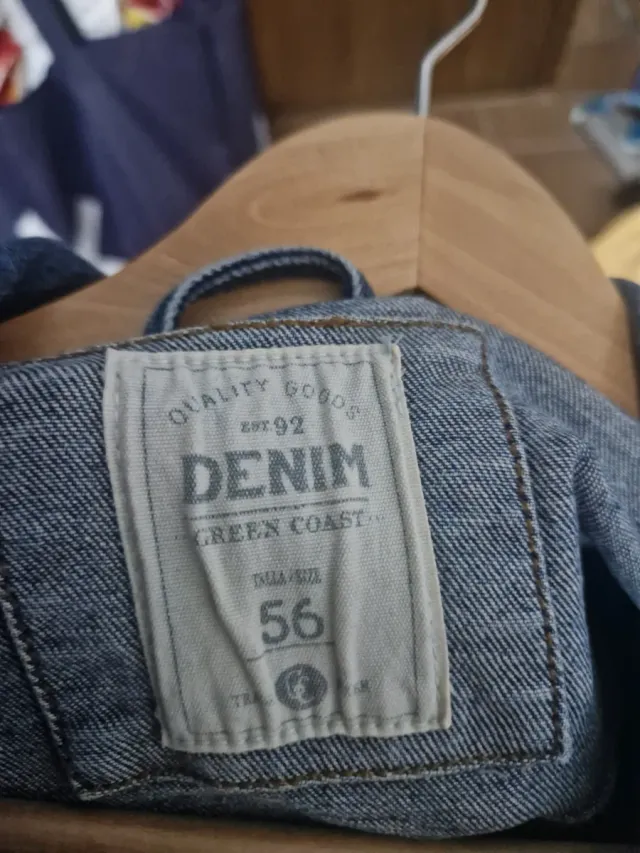 QUALITY GOODS
EST. 92
DENIM
GREEN COAST
TALLA/SIZE
56